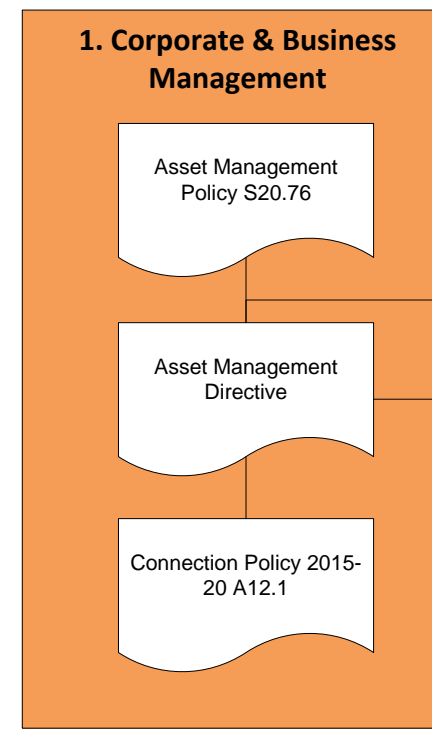 1. Corporate & Business
Management
Asset Management
Policy S20.76
Asset Management
Directive
Connection Policy 2015-
20 A12.1